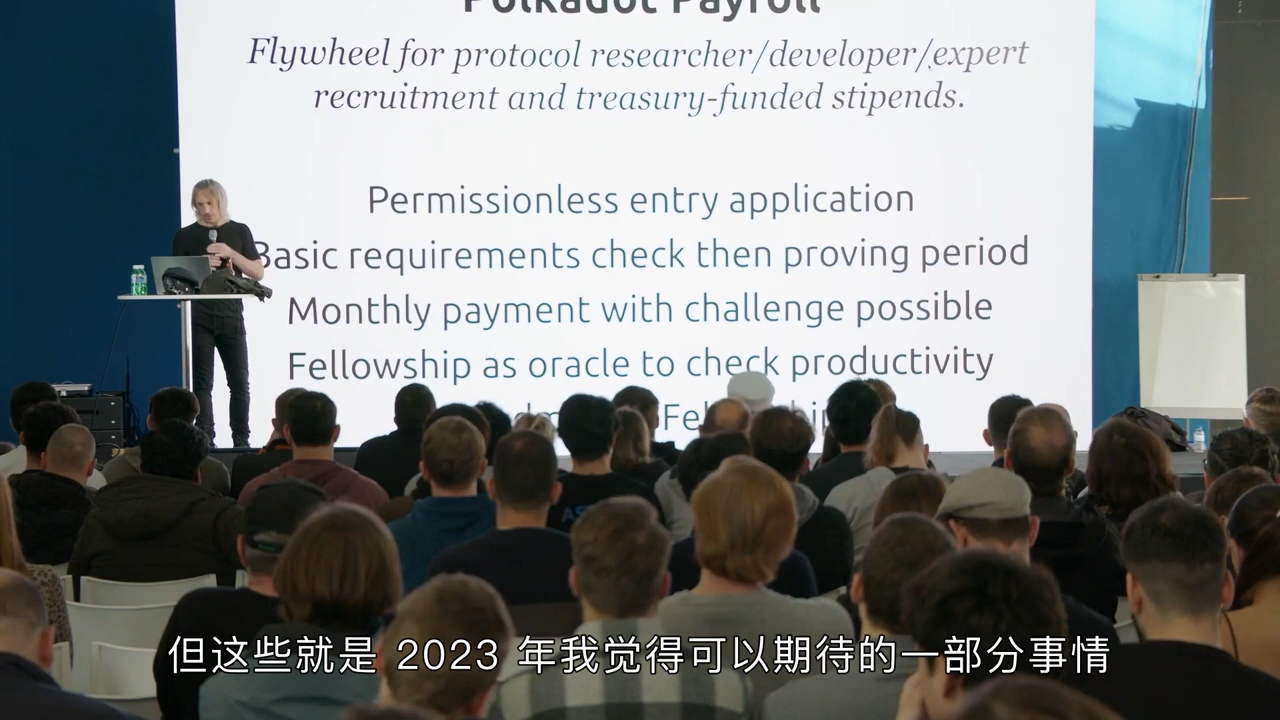 Polkadot Payroll
Flywheel for protocol researcher/developer/expert
recruitment and treasury-funded stipends.
Permissionless entry application
Basic requirements check then proving period
Monthly payment with challenge possible
Fellowship as oracle to check productivity
但这些就是 2023 年我觉得可以期待的一部分事情